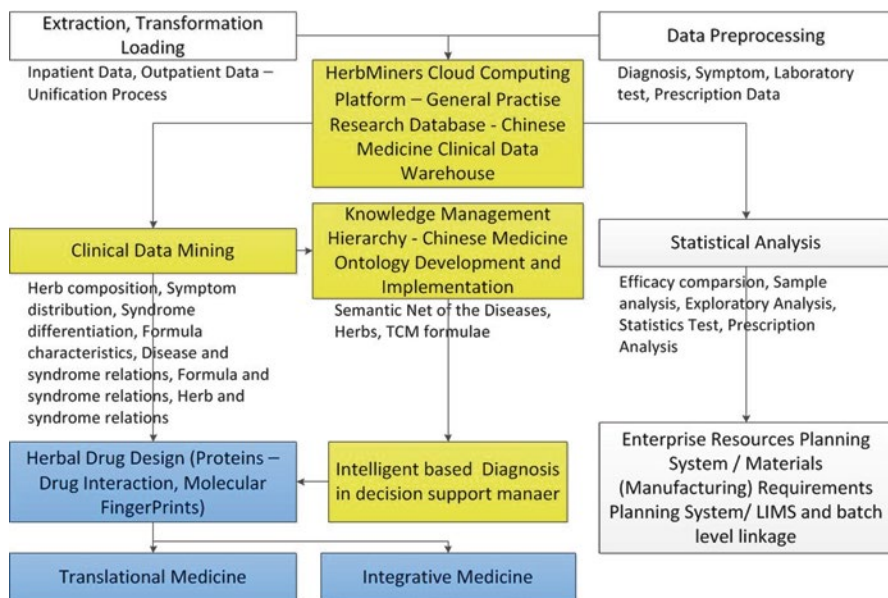 Extraction, Transformation
Loading
Inpatient Data, Outpatient Data –
Unification Process
Data Preprocessing
Diagnosis, Symptom, Laboratory
test, Prescription Data
HerbMiners Cloud Computing
Platform – General Practise
Research Database - Chinese
Medicine Clinical Data
Warehouse
Clinical Data Mining
Herb composition, Symptom
distribution, Syndrome
differentiation, Formula
characteristics, Disease and
syndrome relations, Formula and
syndrome relations, Herb and
syndrome relations
Knowledge Management
Hierarchy - Chinese Medicine
Ontology Development and
Implementation
Semantic Net of the Diseases,
Herbs, TCM formulae
Statistical Analysis
Efficacy comparsion, Sample
analysis, Exploratory Analysis,
Statistics Test, Prescription
Analysis
Herbal Drug Design (Proteins –
Drug Interaction, Molecular
FingerPrints)
Intelligent based Diagnosis
in decision support manaer
Enterprise Resources Planning
System / Materials
(Manufacturing) Requirements
Planning System/ LIMS and batch
level linkage
Translational Medicine
Integrative Medicine